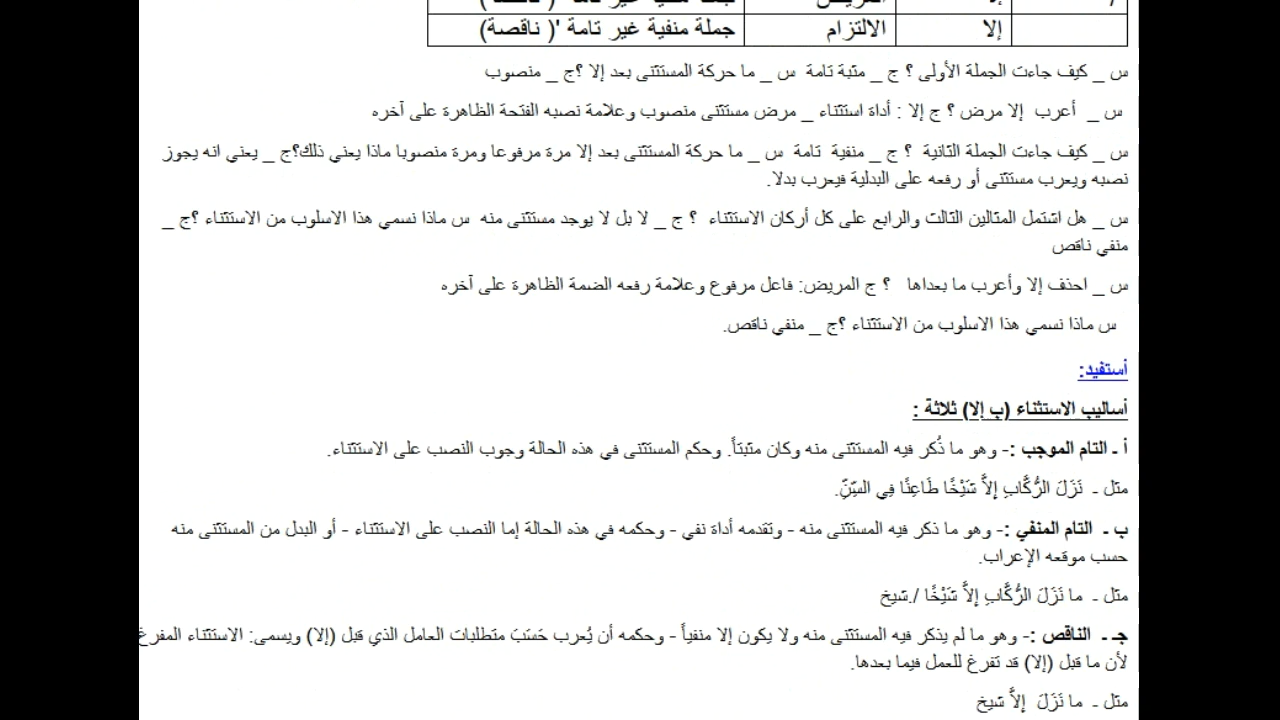 إلا المريض جملة منفية غير تامة '( ناقصة)
إلا الالتزام جملة منفية غير تامة '( ناقصة)
س _ كيف جاءت الجملة الأولى ؟ ج _ مثبة تامة س _ ما حركة المستثنى بعد إلا ؟ج _ منصوب
س _ أعرب إلا مرض ؟ ج إلا : أداة استثناء _ مرض مستثنى منصوب وعلامة نصبه الفتحة الظاهرة على آخره
س _ كيف جاءت الجملة الثانية ؟ ج _ منفية تامة س _ ما حركة المستثنى بعد إلا مرة مرفوعا ومرة منصوبا ماذا يعني ذلك؟ج _ يعني انه يجوز
نصبه ويعرب مستثنى أو رفعه على البدلية فيعرب بدلا.
س _ هل اشتمل المثالين الثالث والرابع على كل أركان الاستثناء ؟ ج _ لا بل لا يوجد مستثنى منه س ماذا نسمي هذا الاسلوب من الاستثناء ؟ج _
منفي ناقص
س _ احذف إلا وأعرب ما بعداها ؟ ج المريض: فاعل مرفوع وعلامة رفعه الضمة الظاهرة على آخره
س ماذا نسمي هذا الاسلوب من الاستثناء ؟ج _ منفي ناقص.
أستفيد:
أساليب الاستثناء (ب إلا) ثلاثة :
أ ـ التام الموجب :- وهو ما ذُكر فيه المستثنى منه وكان مثبتاً. وحكم المستثنى في هذه الحالة وجوب النصب على الاستثناء.
مثل ـ نَزَلَ الرُّكَّابِ إلاَّ شَيْخًا طَاعِنًا فِي السِّنِّ.
ب ـ التام المنفي :- وهو ما ذكر فيه المستثنى منه - وتقدمه أداة نفي - وحكمه في هذه الحالة إما النصب على الاستثناء - أو البدل من المستثنى منه
حسب موقعه الإعراب.
مثل ـ ما نَزَلَ الرُّكَّابِ إلاَّ شَيْخًا /.شيخ
جـ ـ الناقص :- وهو ما لم يذكر فيه المستثنى منه ولا يكون إلا منفياً - وحكمه أن يُعرب حَسَبَ متطلبات العامل الذي قبل (إلا) ويسمى: الاستثناء المفرغ
لأن ما قبل (إلا) قد تفرغ للعمل فيما بعدها.
مثل ـ ما نَزَلَ إلاَّ شيخ